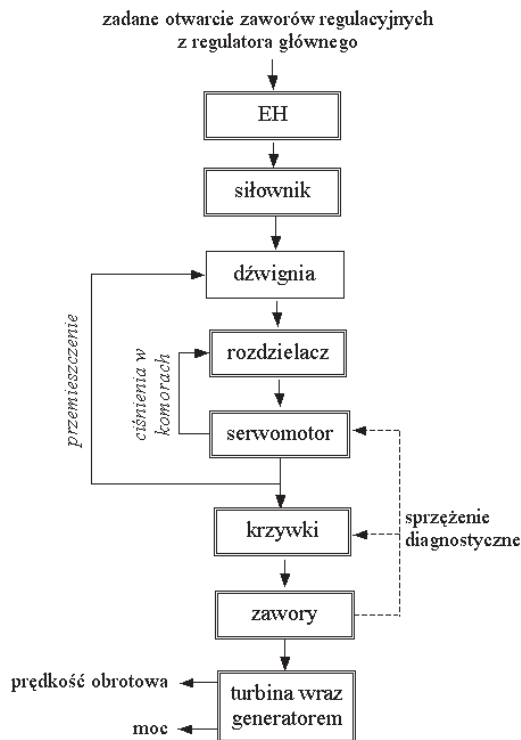 zadane otwarcie zaworów regulacyjnych
z regulatora głównego
EH
siłownik
dźwignia
przemieszczenie
ciśnienia w
komorach
rozdzielacz
serwomotor
sprzężenie
diagnostyczne
krzywki
zawory
prędkość obrotowa
moc
turbina wraz
generatorem